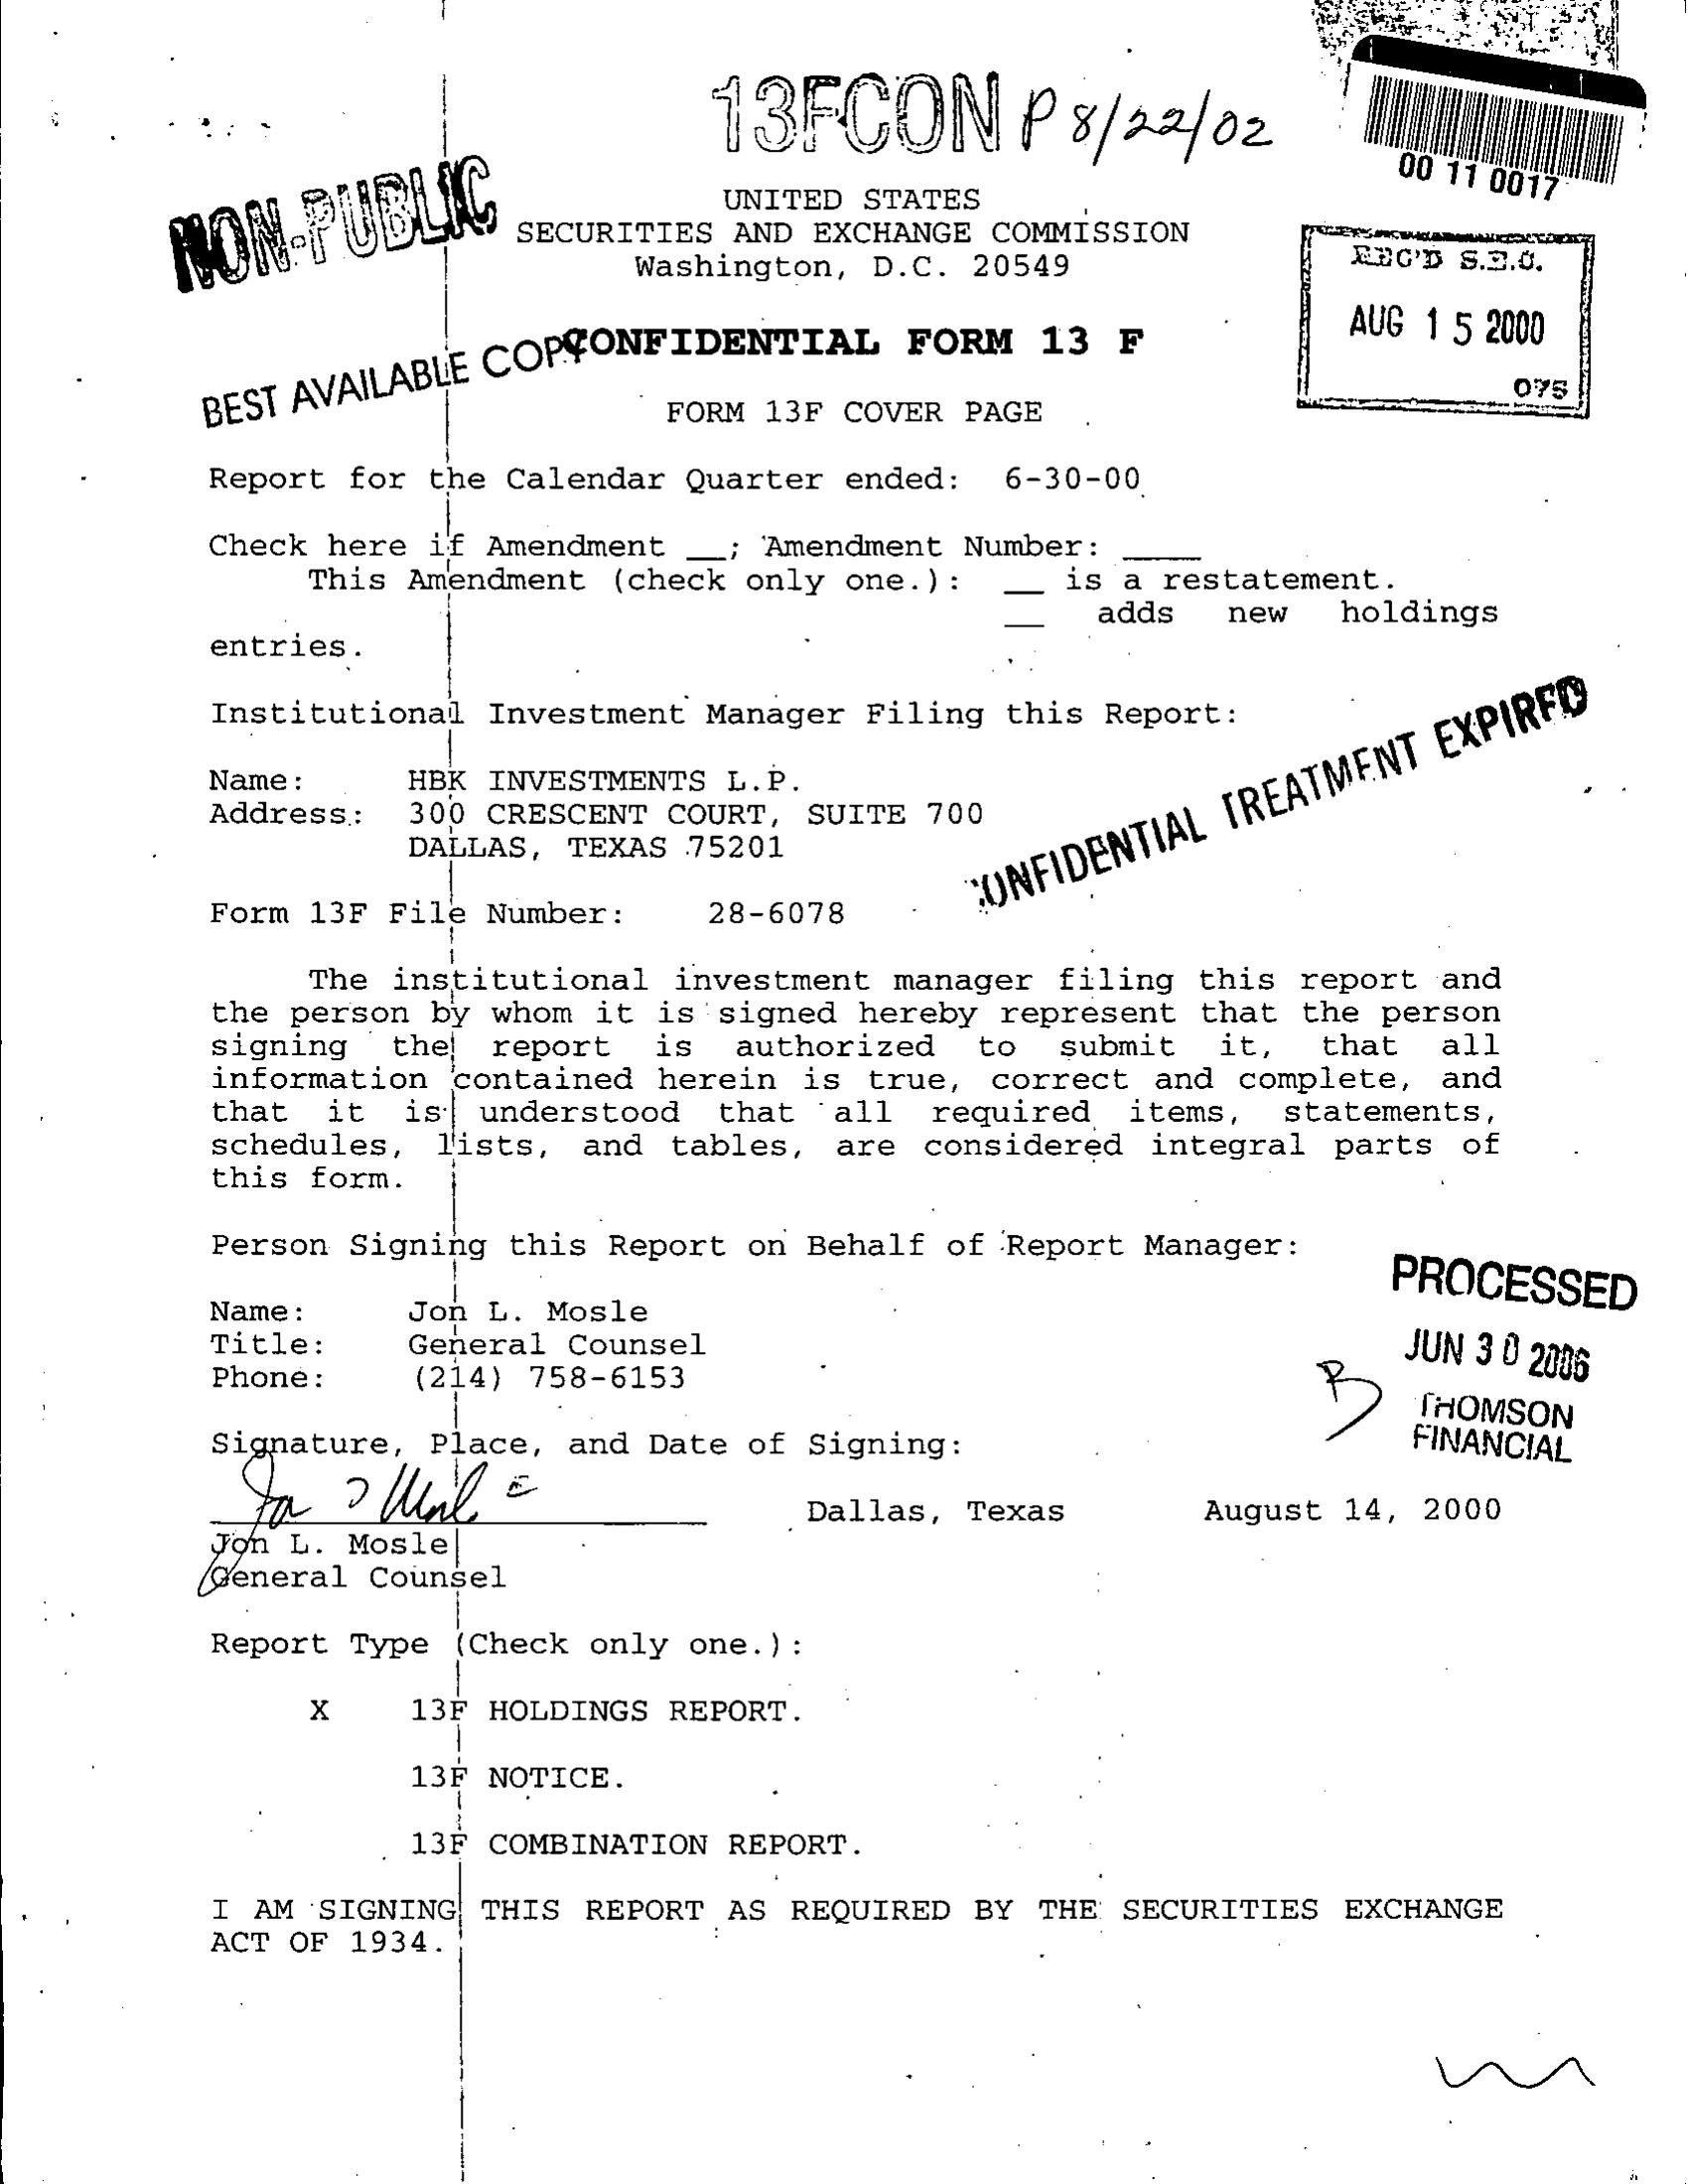 13FCON P 8/22/02
00 11 0017
NON-PUBLIC
UNITED STATES
SECURITIES AND EXCHANGE COMMISSION
Washington, D.C. 20549
REC'D S.E.C.
AUG 15 2000
075
BEST AVAILABLE COPY
CONFIDENTIAL FORM 13 F
FORM 13F COVER PAGE
Report for the Calendar Quarter ended: 6-30-00
Check here if Amendment __; Amendment Number: ____
This Amendment (check only one.): __ is a restatement.
__ adds new holdings
entries.
Institutional Investment Manager Filing this Report:
CONFIDENTIAL TREATMENT EXPIRED
Name: HBK INVESTMENTS L.P.
Address: 300 CRESCENT COURT, SUITE 700
DALLAS, TEXAS 75201
Form 13F File Number: 28-6078
The institutional investment manager filing this report and
the person by whom it is signed hereby represent that the person
signing the report is authorized to submit it, that all
information contained herein is true, correct and complete, and
that it is understood that all required items, statements,
schedules, lists, and tables, are considered integral parts of
this form.
Person Signing this Report on Behalf of Report Manager:
PROCESSED
JUN 30 2006
THOMSON
FINANCIAL
Name: Jon L. Mosle
Title: General Counsel
Phone: (214) 758-6153
Signature, Place, and Date of Signing:
Dallas, Texas August 14, 2000
Jon L. Mosle
General Counsel
Report Type (Check only one.):
X 13F HOLDINGS REPORT.
13F NOTICE.
13F COMBINATION REPORT.
I AM SIGNING THIS REPORT AS REQUIRED BY THE SECURITIES EXCHANGE
ACT OF 1934.